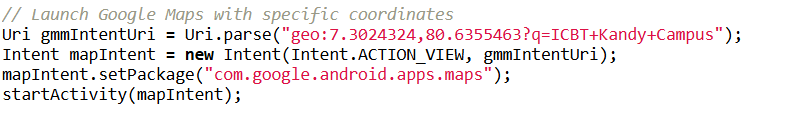 // Launch Google Maps with specific coordinates
Uri gmmIntentUri = Uri.parse("geo:7.3024324,80.6355463?q=ICBT+Kandy+Campus");
Intent mapIntent = new Intent(Intent.ACTION_VIEW, gmmIntentUri);
mapIntent.setPackage("com.google.android.apps.maps");
startActivity(mapIntent);